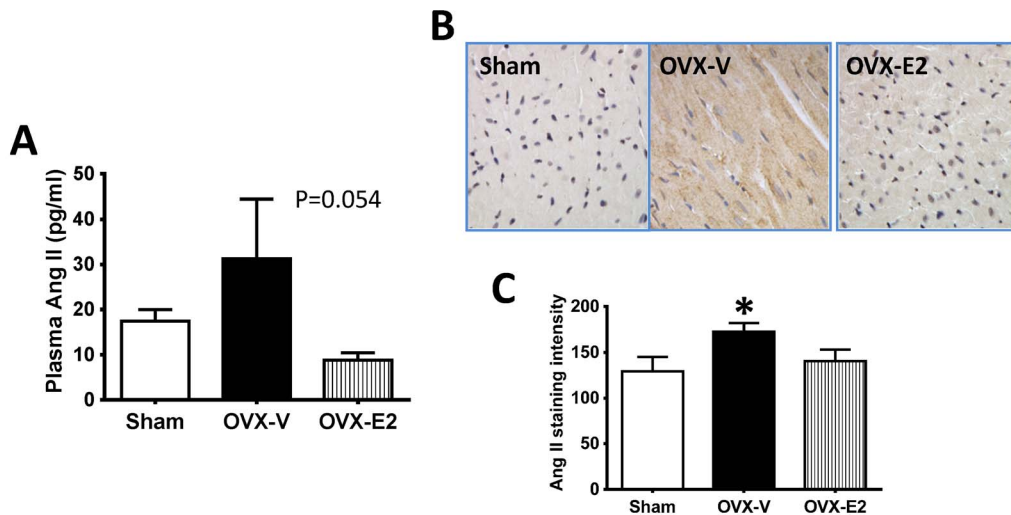 A
Plasma Ang II (pg/ml)
50
40
30
20
10
0
P=0.054
Sham OVX-V OVX-E2
B
Sham OVX-V OVX-E2
C
Ang II staining intensity
200
150
100
50
0
*
Sham OVX-V OVX-E2